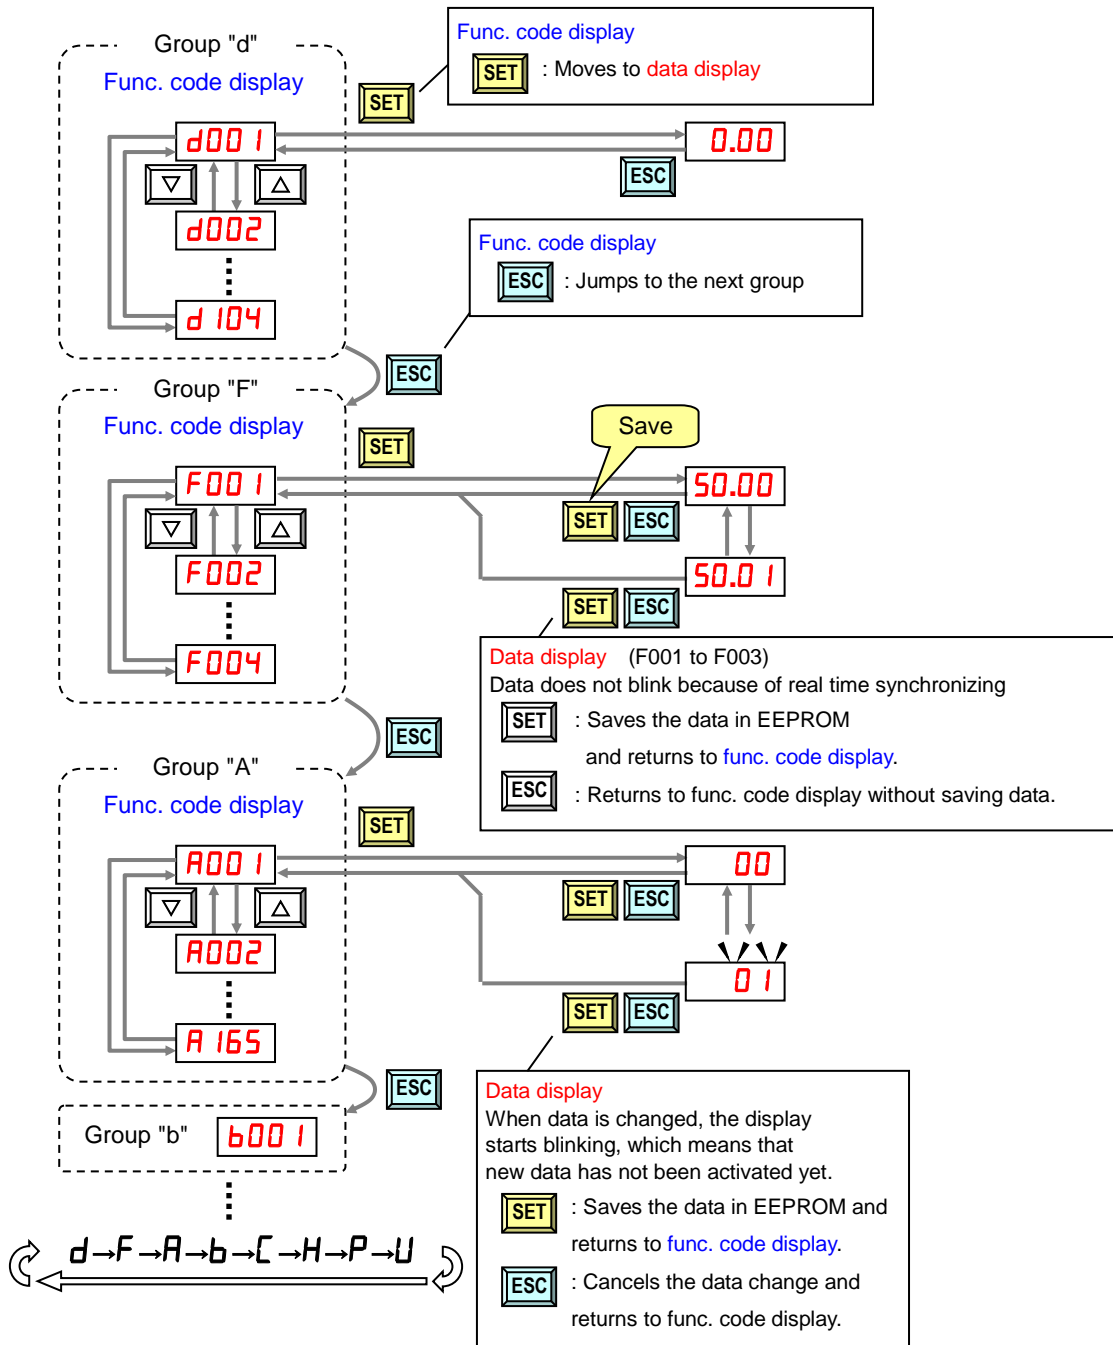 Group "d"
Func. code display
SET
Func. code display
SET : Moves to data display
d001
0.00
ESC
▽ △
d002
d104
Func. code display
ESC : Jumps to the next group
ESC
Group "F"
Func. code display
SET
Save
F001
50.00
SET ESC
▽ △
F002
50.01
SET ESC
F004
Data display (F001 to F003)
Data does not blink because of real time synchronizing
SET : Saves the data in EEPROM
and returns to func. code display.
ESC : Returns to func. code display without saving data.
ESC
Group "A"
Func. code display
SET
A001
00
SET ESC
▽ △
A002
01
SET ESC
A165
ESC
Data display
When data is changed, the display
starts blinking, which means that
new data has not been activated yet.
SET : Saves the data in EEPROM and
returns to func. code display.
ESC : Cancels the data change and
returns to func. code display.
Group "b" b001
d→F→A→b→C→H→P→U